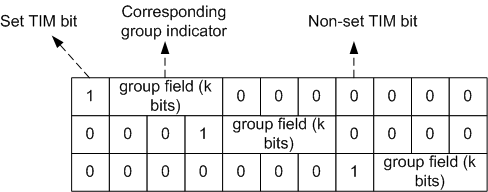 Set TIM bit
Corresponding
group indicator
Non-set TIM bit
1 group field (k bits) 0 0 0 0 0 0 0
0 0 0 1 group field (k bits) 0 0 0 0
0 0 0 0 0 0 0 1 group field (k bits)